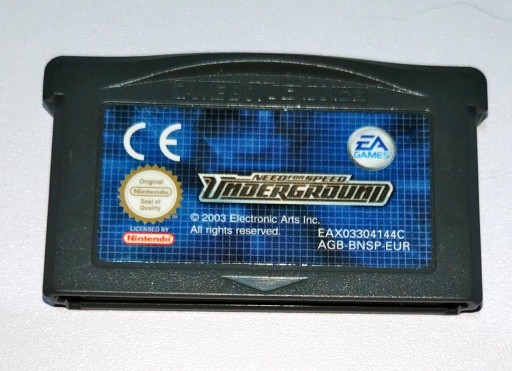 GAME BOY ADVANCE
CE
EA
GAMES
NEED FOR SPEED
UNDERGROUND
Original
Nintendo
Seal of
Quality
LICENSED BY
Nintendo
© 2003 Electronic Arts Inc.
All rights reserved.
EAX03304144C
AGB-BNSP-EUR